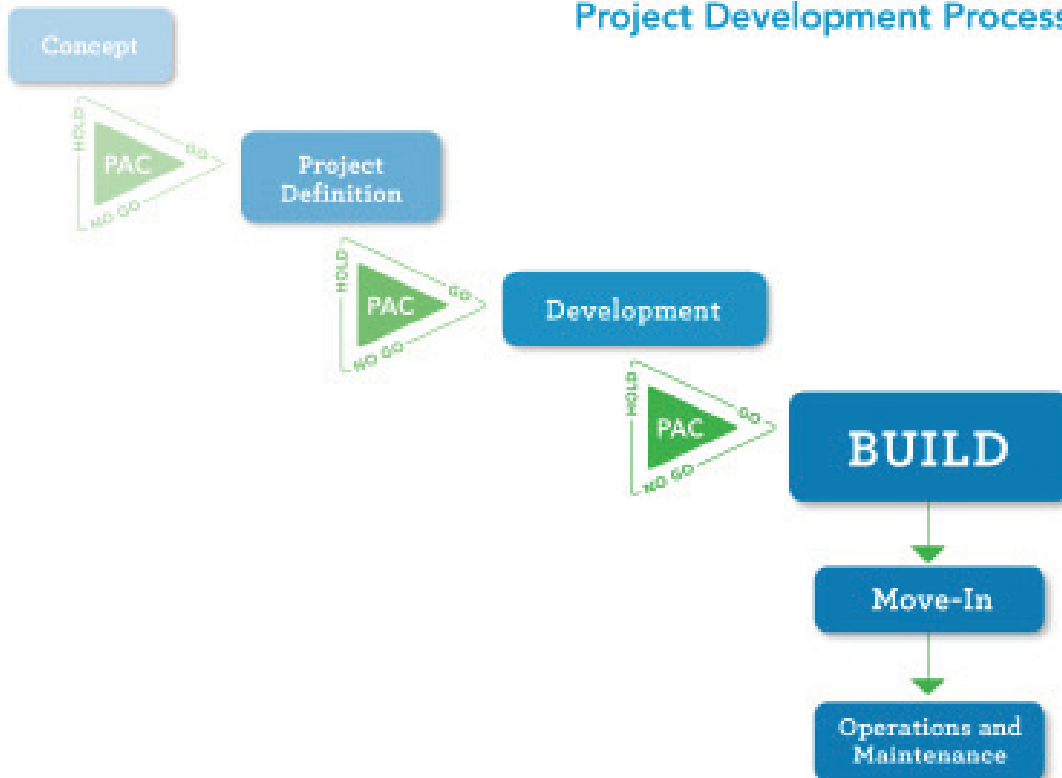 Project Development Process
Concept
HOLD
PAC
GO
NO GO
Project
Definition
HOLD
PAC
GO
NO GO
Development
HOLD
PAC
GO
NO GO
BUILD
Move-In
Operations and
Maintenance